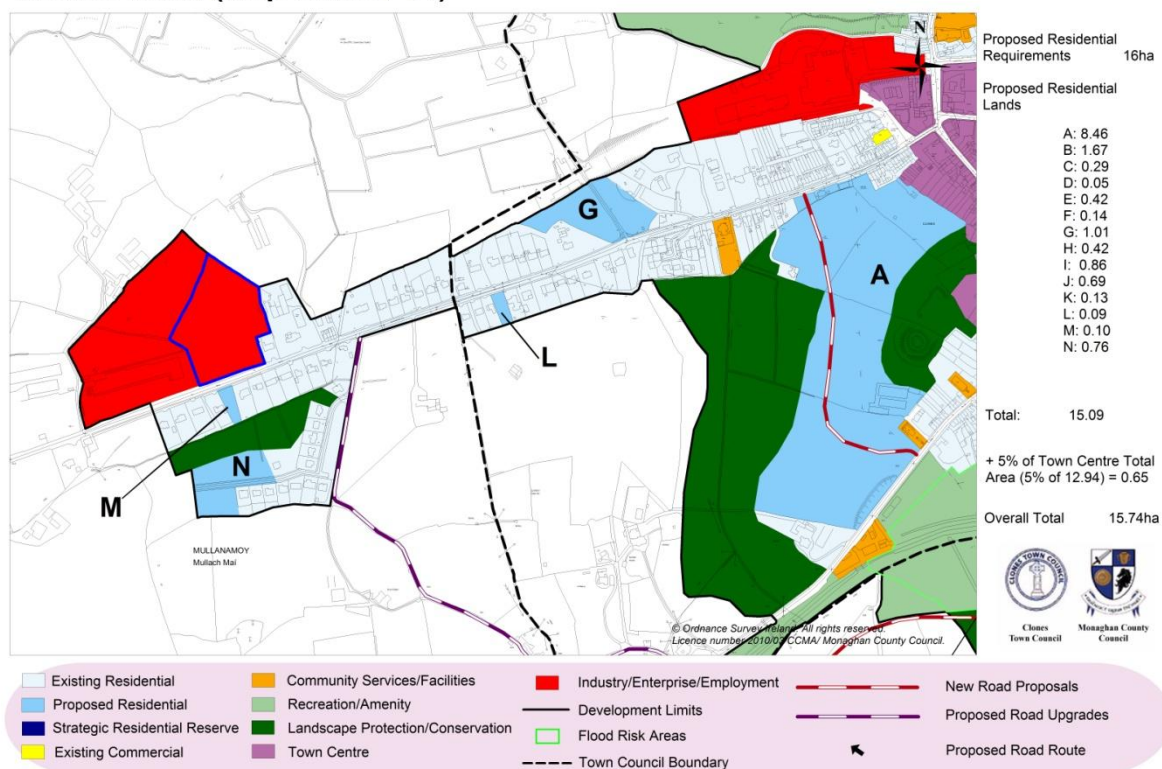 N
Proposed Residential
Requirements 16ha
Proposed Residential
Lands
A: 8.46
B: 1.67
C: 0.29
D: 0.05
E: 0.42
F: 0.14
G: 1.01
H: 0.42
I: 0.86
J: 0.69
K: 0.13
L: 0.09
M: 0.10
N: 0.76
Total: 15.09
+ 5% of Town Centre Total
Area (5% of 12.94) = 0.65
Overall Total 15.74ha
G
A
L
N
M
MULLANAMOY
Mullach Maí
© Ordnance Survey Ireland. All rights reserved.
Licence number 2010/03 CCMA/ Monaghan County Council.
CLONES TOWN COUNCIL
Clones
Town Council
Monaghan County
Council
Existing Residential
Proposed Residential
Strategic Residential Reserve
Existing Commercial
Community Services/Facilities
Recreation/Amenity
Landscape Protection/Conservation
Town Centre
Industry/Enterprise/Employment
Development Limits
Flood Risk Areas
Town Council Boundary
New Road Proposals
Proposed Road Upgrades
Proposed Road Route